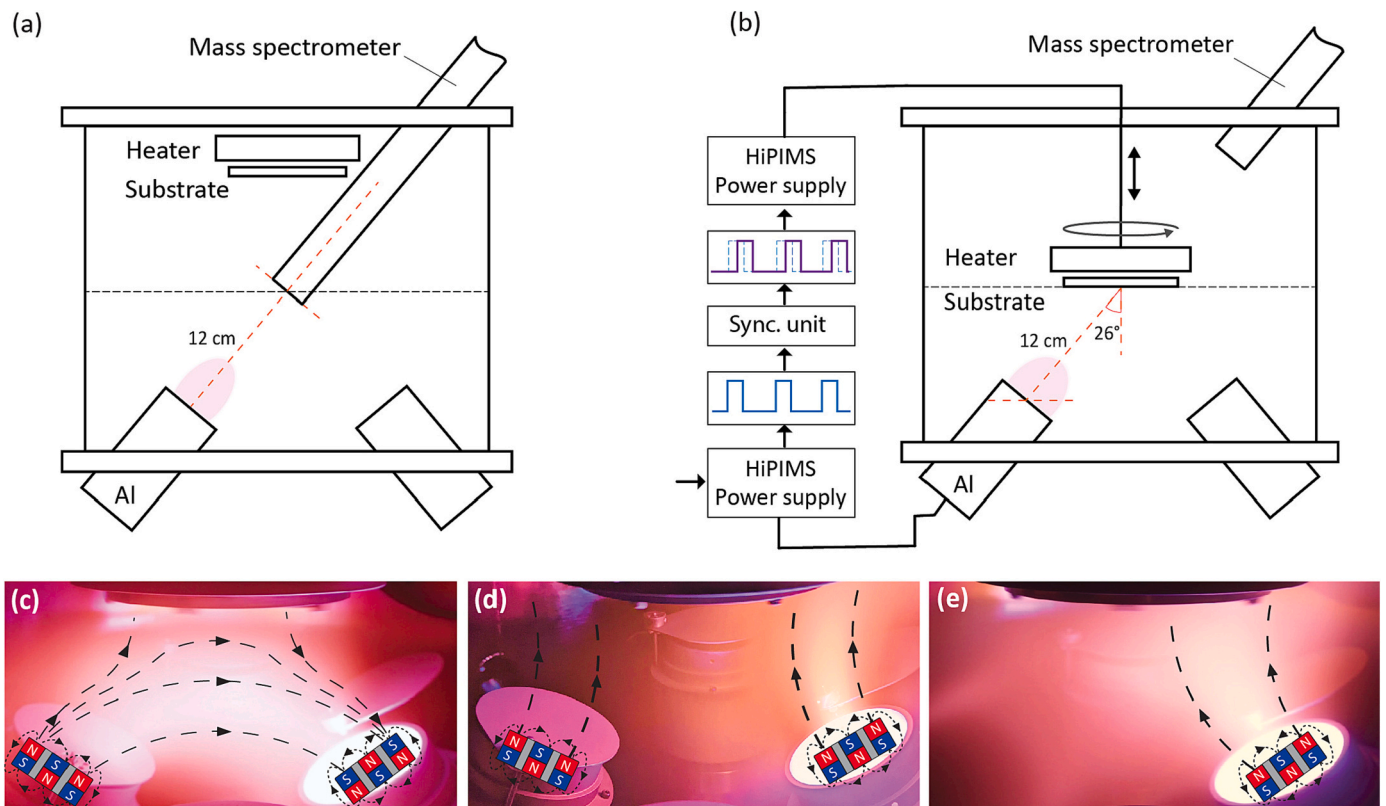 (a)
Mass spectrometer
Heater
Substrate
12 cm
Al
(b)
Mass spectrometer
HiPIMS
Power supply
Sync. unit
HiPIMS
Power supply
Heater
Substrate
12 cm
26°
Al
(c)
N
S
S
N
N
S
S
N
S
S
N
N
(d)
N
S
S
N
N
S
N
S
N
S
N
S
(e)
N
S
N
S
N
S